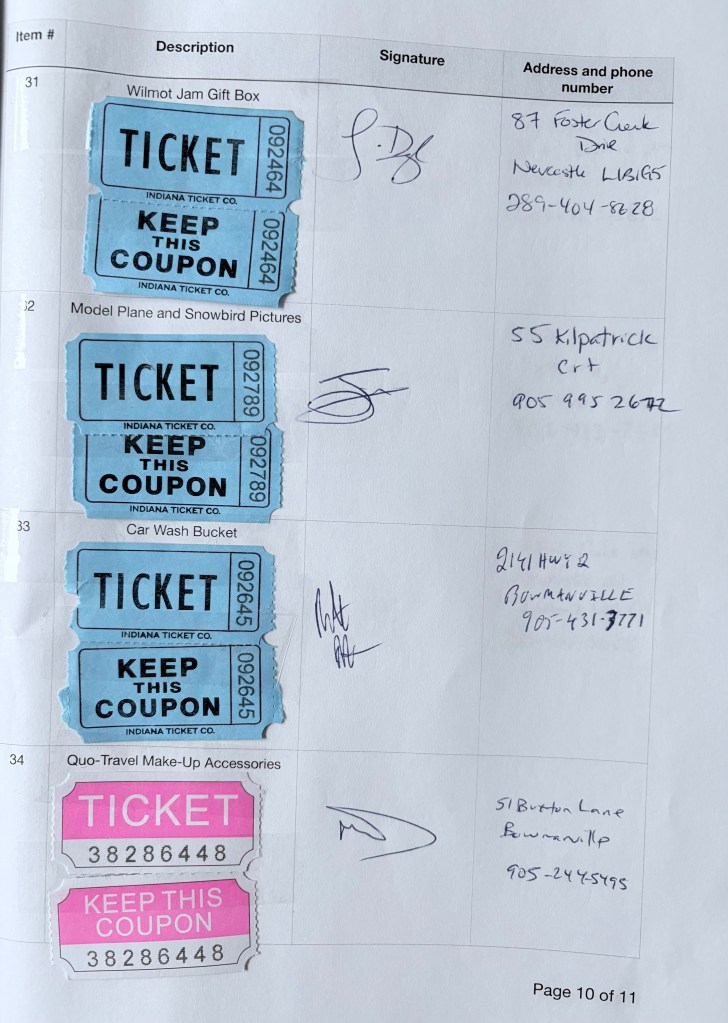 Item #
Description
Signature
Address and phone
number
31
Wilmot Jam Gift Box
TICKET
092464
INDIANA TICKET CO.
KEEP
THIS
COUPON
092464
INDIANA TICKET CO.
87 Foster Creek
Drive
Newcastle L1B1G5
289-404-8628
32
Model Plane and Snowbird Pictures
TICKET
092789
INDIANA TICKET CO.
KEEP
THIS
COUPON
092789
INDIANA TICKET CO.
55 Kilpatrick
Crt
905 995 2672
33
Car Wash Bucket
TICKET
092645
INDIANA TICKET CO.
KEEP
THIS
COUPON
092645
INDIANA TICKET CO.
2141 HWY 2
BOWMANVILLE
905-431-3771
34
Quo-Travel Make-Up Accessories
TICKET
38286448
KEEP THIS
COUPON
38286448
51 Button Lane
Bowmanville
905-244-5495
Page 10 of 11